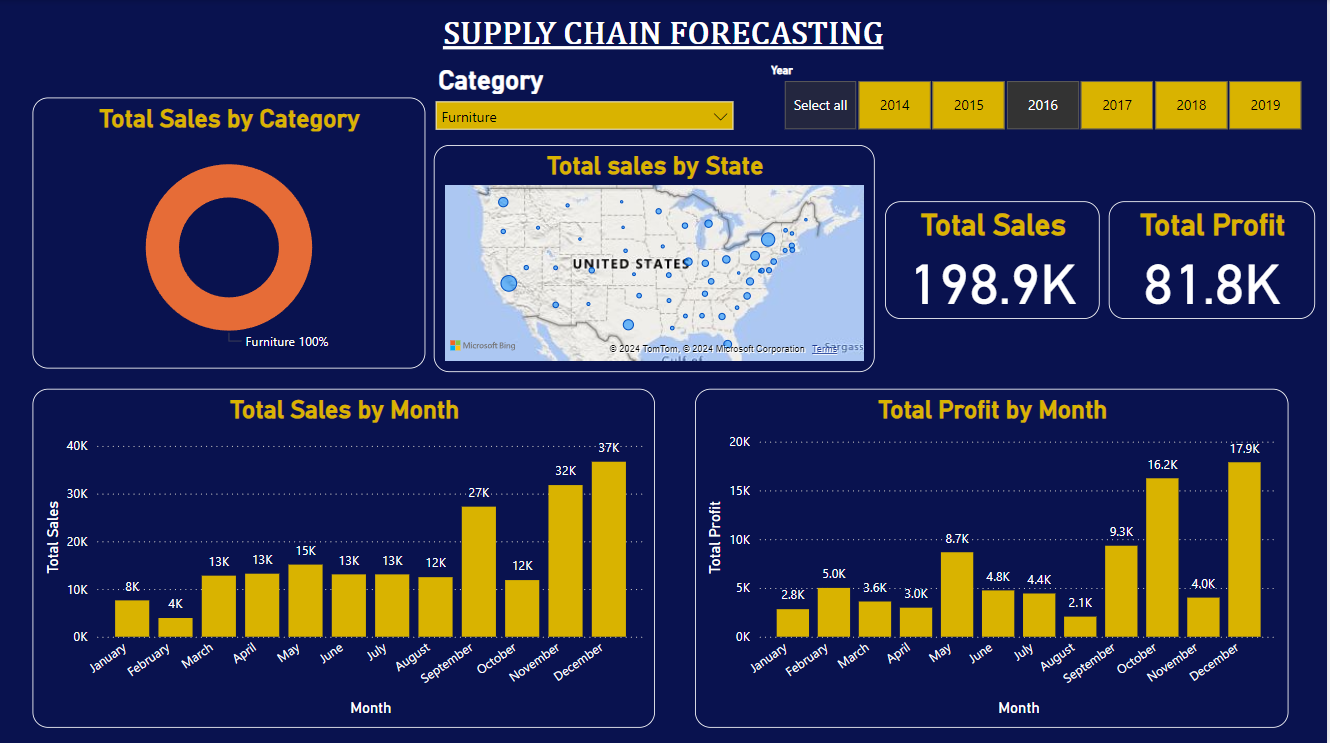 SUPPLY CHAIN FORECASTING
Category
Furniture
Year
Select all 2014 2015 2016 2017 2018 2019
Total Sales by Category
Furniture 100%
Total sales by State
UNITED STATES
Microsoft Bing
© 2024 TomTom, © 2024 Microsoft Corporation Terms
Sargass
Gulf of
Total Sales
198.9K
Total Profit
81.8K
Total Sales by Month
Total Sales
40K
30K
20K
10K
0K
8K 4K 13K 13K 15K 13K 13K 12K 27K 12K 32K 37K
January February March April May June July August September October November December
Month
Total Profit by Month
Total Profit
20K
15K
10K
5K
0K
2.8K 5.0K 3.6K 3.0K 8.7K 4.8K 4.4K 2.1K 9.3K 16.2K 4.0K 17.9K
January February March April May June July August September October November December
Month